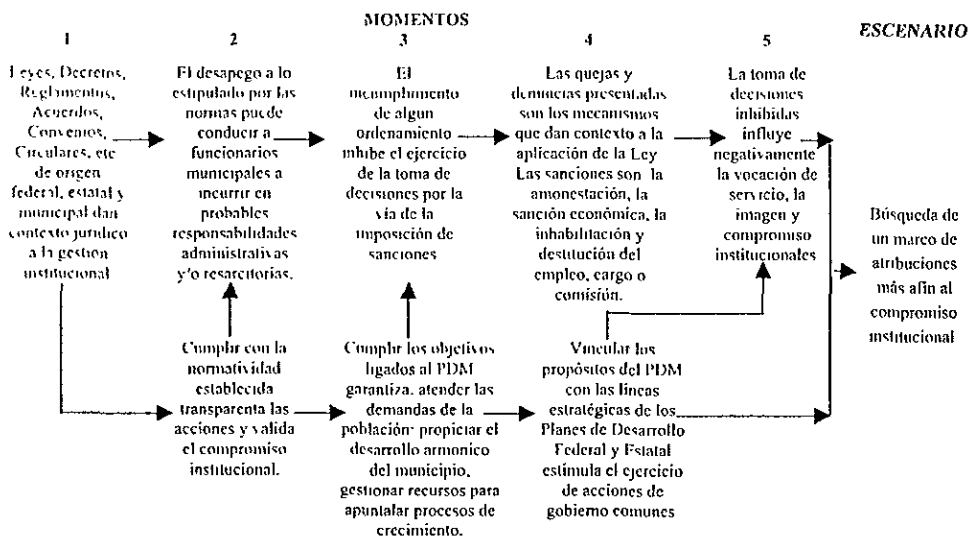 MOMENTOS
ESCENARIO
1
Leyes, Decretos,
Reglamentos,
Acuerdos,
Convenios,
Circulares, etc
de origen
federal, estatal y
municipal dan
contexto jurídico
a la gestión
institucional
2
El desapego a lo
estipulado por las
normas puede
conducir a
funcionarios
municipales a
incurrir en
probables
responsabilidades
administrativas
y/o resarcitorias.
3
El
incumplimiento
de algun
ordenamiento
inhibe el ejercicio
de la toma de
decisiones por la
vía de la
imposición de
sanciones
4
Las quejas y
denuncias presentadas
son los mecanismos
que dan contexto a la
aplicación de la Ley
Las sanciones son la
amonestación, la
sanción económica, la
inhabilitación y
destitución del
empleo, cargo o
comisión.
5
La toma de
decisiones
inhibidas
influye
negativamente
la vocación de
servicio, la
imagen y
compromiso
institucionales
Búsqueda de
un marco de
atribuciones
más afín al
compromiso
institucional
Cumplir con la
normatividad
establecida
transparenta las
acciones y valida
el compromiso
institucional.
Cumplir los objetivos
ligados al PDM
garantiza. atender las
demandas de la
población· propiciar el
desarrollo armonico
del municipio,
gestionar recursos para
apuntalar procesos de
crecimiento.
Vincular los
propósitos del PDM
con las líneas
estratégicas de los
Planes de Desarrollo
Federal y Estatal
estimula el ejercicio
de acciones de
gobierno comunes